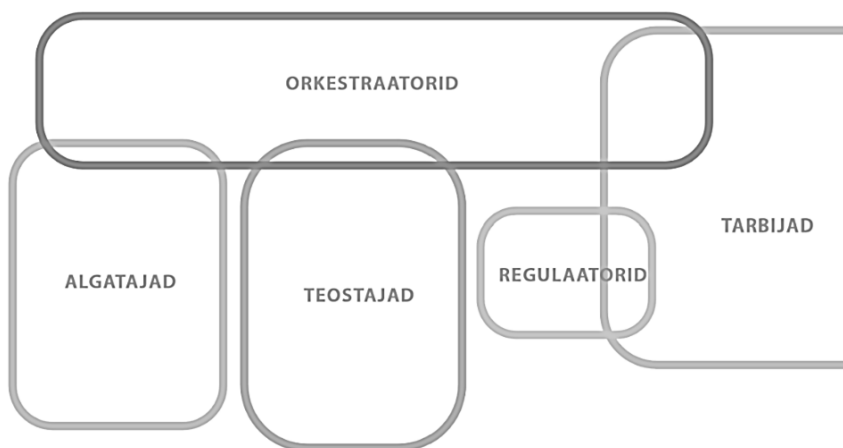 ORKESTRAATORID
TARBIJAD
ALGATAJAD
REGULAATORID
TEOSTAJAD